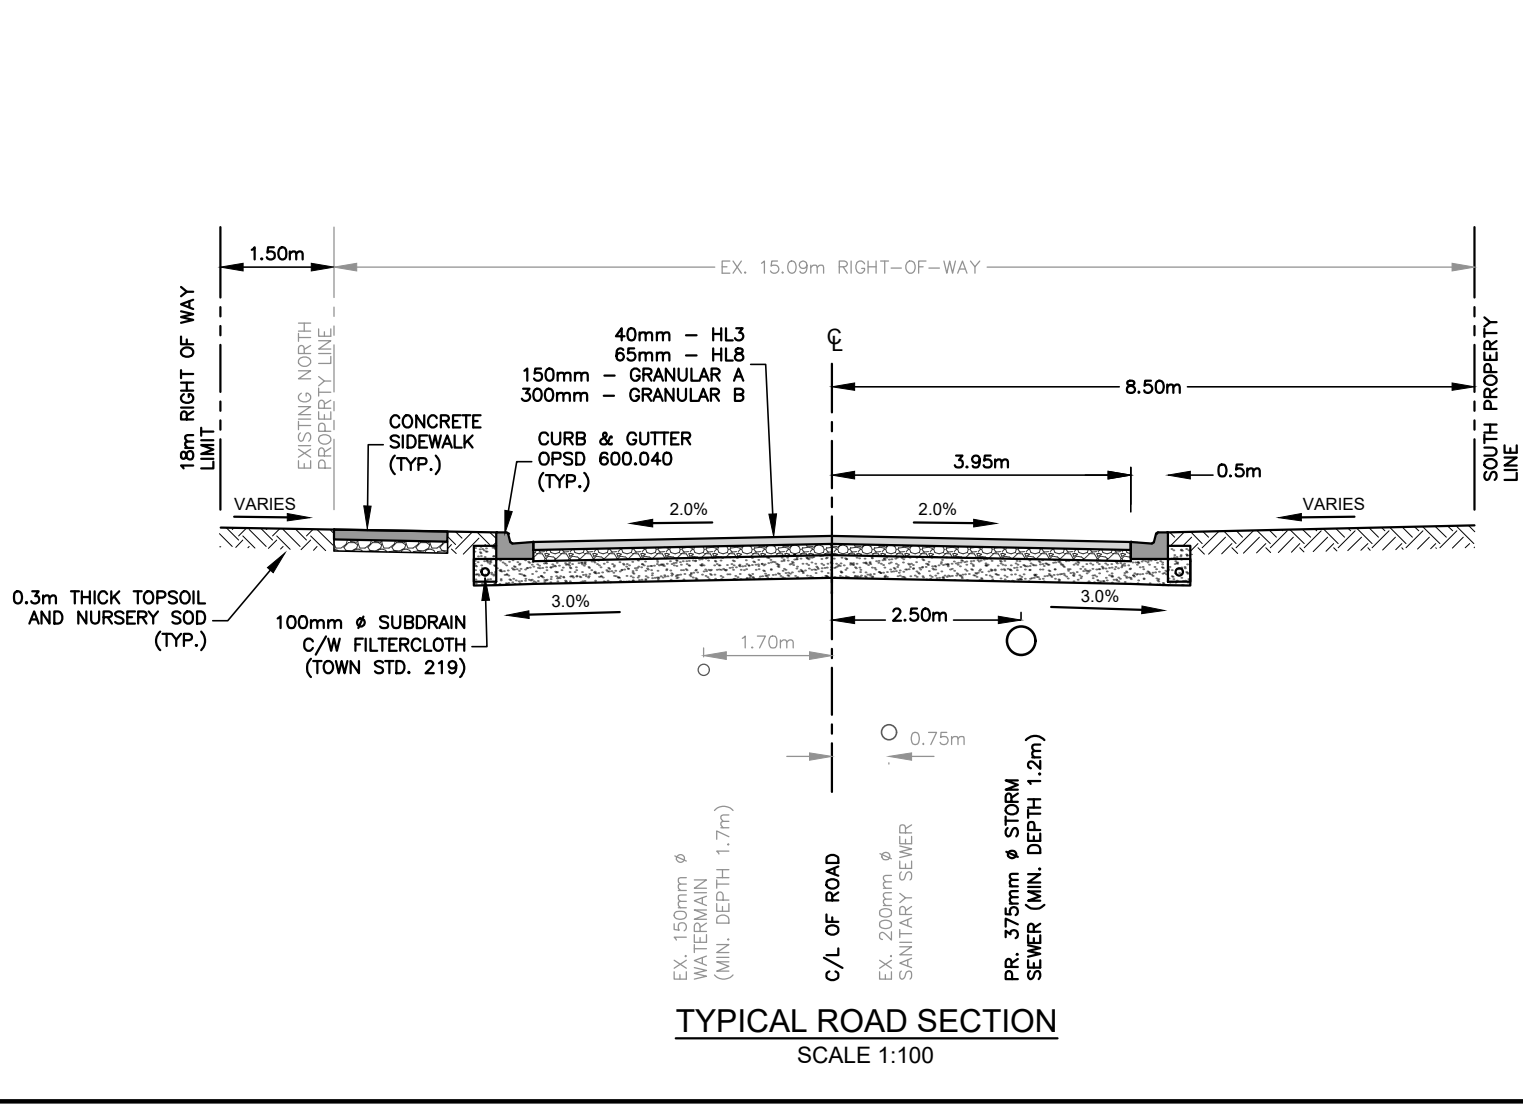 1.50m
EX. 15.09m RIGHT-OF-WAY
18m RIGHT OF WAY
LIMIT
EXISTING NORTH
PROPERTY LINE
40mm - HL3
65mm - HL8
150mm - GRANULAR A
300mm - GRANULAR B
℄
8.50m
SOUTH PROPERTY
LINE
CONCRETE
SIDEWALK
(TYP.)
CURB & GUTTER
OPSD 600.040
(TYP.)
3.95m
0.5m
VARIES
2.0%
2.0%
VARIES
0.3m THICK TOPSOIL
AND NURSERY SOD
(TYP.)
100mm ø SUBDRAIN
C/W FILTERCLOTH
(TOWN STD. 219)
3.0%
3.0%
2.50m
1.70m
0.75m
EX. 150mm ø
WATERMAIN
(MIN. DEPTH 1.7m)
C/L OF ROAD
EX. 200mm ø
SANITARY SEWER
PR. 375mm ø STORM
SEWER (MIN. DEPTH 1.2m)
TYPICAL ROAD SECTION
SCALE 1:100